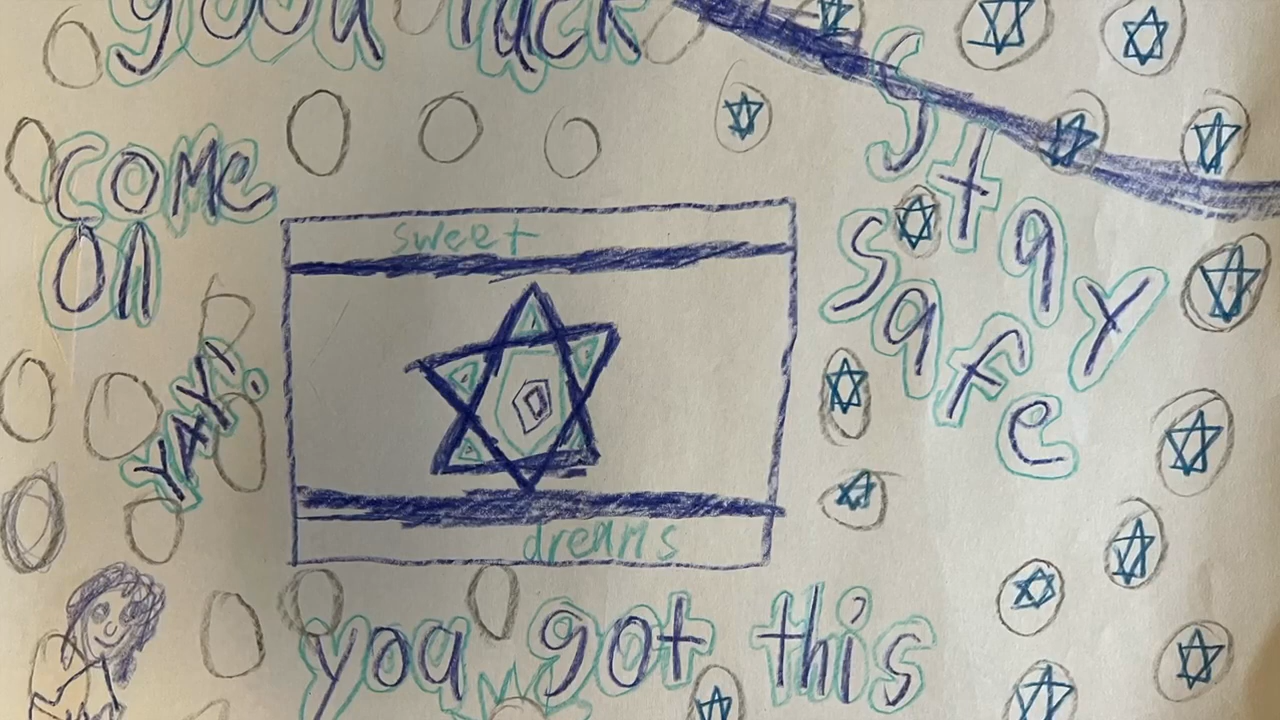 good luck
come
on
YAY!
sweet
dreams
Stay
safe
you got this